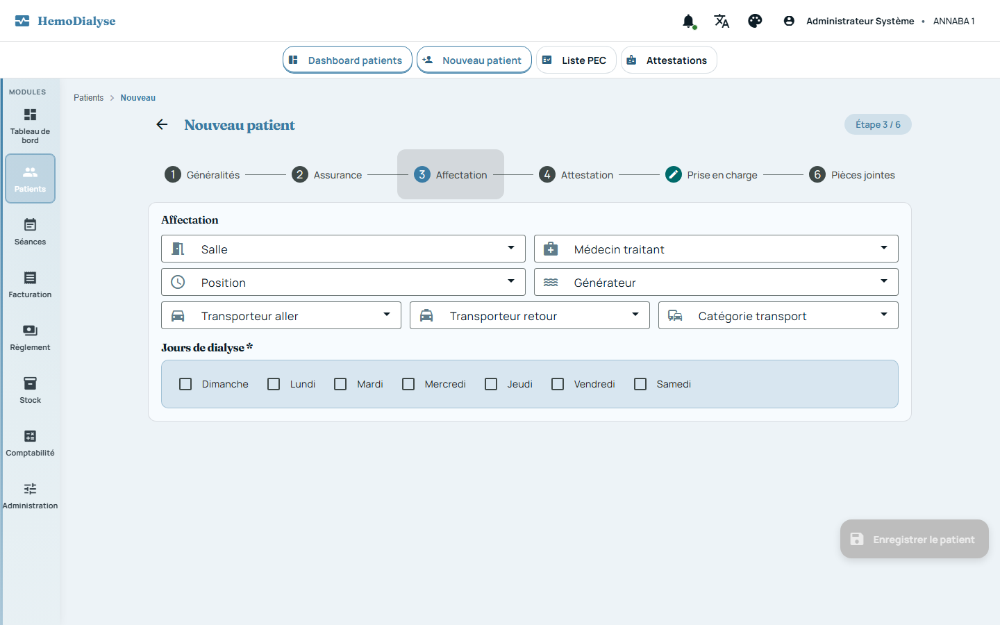 HemoDialyse
Administrateur Système • ANNABA 1
Dashboard patients
Nouveau patient
Liste PEC
Attestations
MODULES
Tableau de
bord
Patients
Séances
Facturation
Règlement
Stock
Comptabilité
Administration
Patients > Nouveau
Nouveau patient
Étape 3 / 6
1 Généralités
2 Assurance
3 Affectation
4 Attestation
Prise en charge
6 Pièces jointes
Affectation
Salle
Médecin traitant
Position
Générateur
Transporteur aller
Transporteur retour
Catégorie transport
Jours de dialyse *
Dimanche
Lundi
Mardi
Mercredi
Jeudi
Vendredi
Samedi
Enregistrer le patient